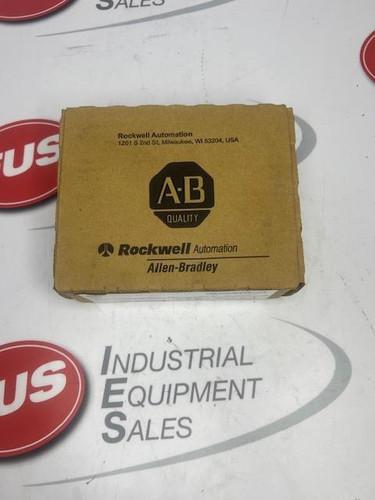 SALES
Rockwell Automation
1201 S 2nd St, Milwaukee, WI 53204, USA
A·B
QUALITY
Rockwell Automation
Allen-Bradley
US
US
INDUSTRIAL
EQUIPMENT
SALES